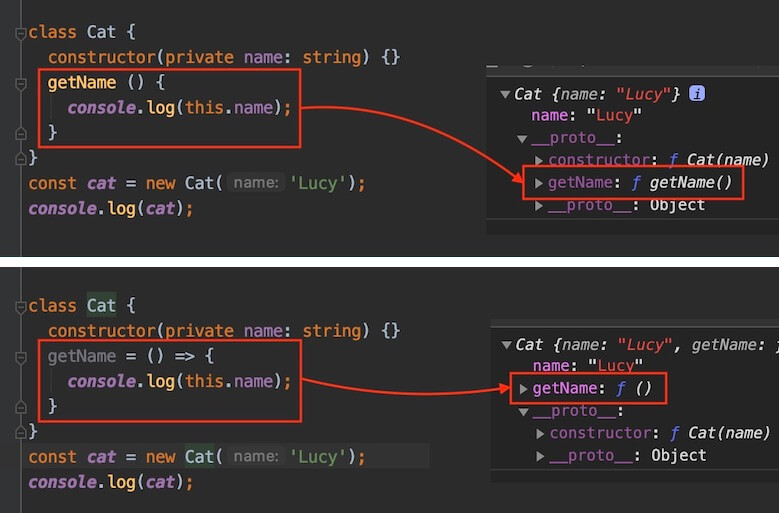 class Cat {
constructor(private name: string) {}
getName () {
console.log(this.name);
}
}
const cat = new Cat( name: 'Lucy');
console.log(cat);
Cat {name: "Lucy"} i
name: "Lucy"
__proto__:
constructor: ƒ Cat(name)
getName: ƒ getName()
__proto__: Object
class Cat {
constructor(private name: string) {}
getName = () => {
console.log(this.name);
}
}
const cat = new Cat( name: 'Lucy');
console.log(cat);
Cat {name: "Lucy", getName: ƒ
name: "Lucy"
getName: ƒ ()
__proto__:
constructor: ƒ Cat(name)
__proto__: Object